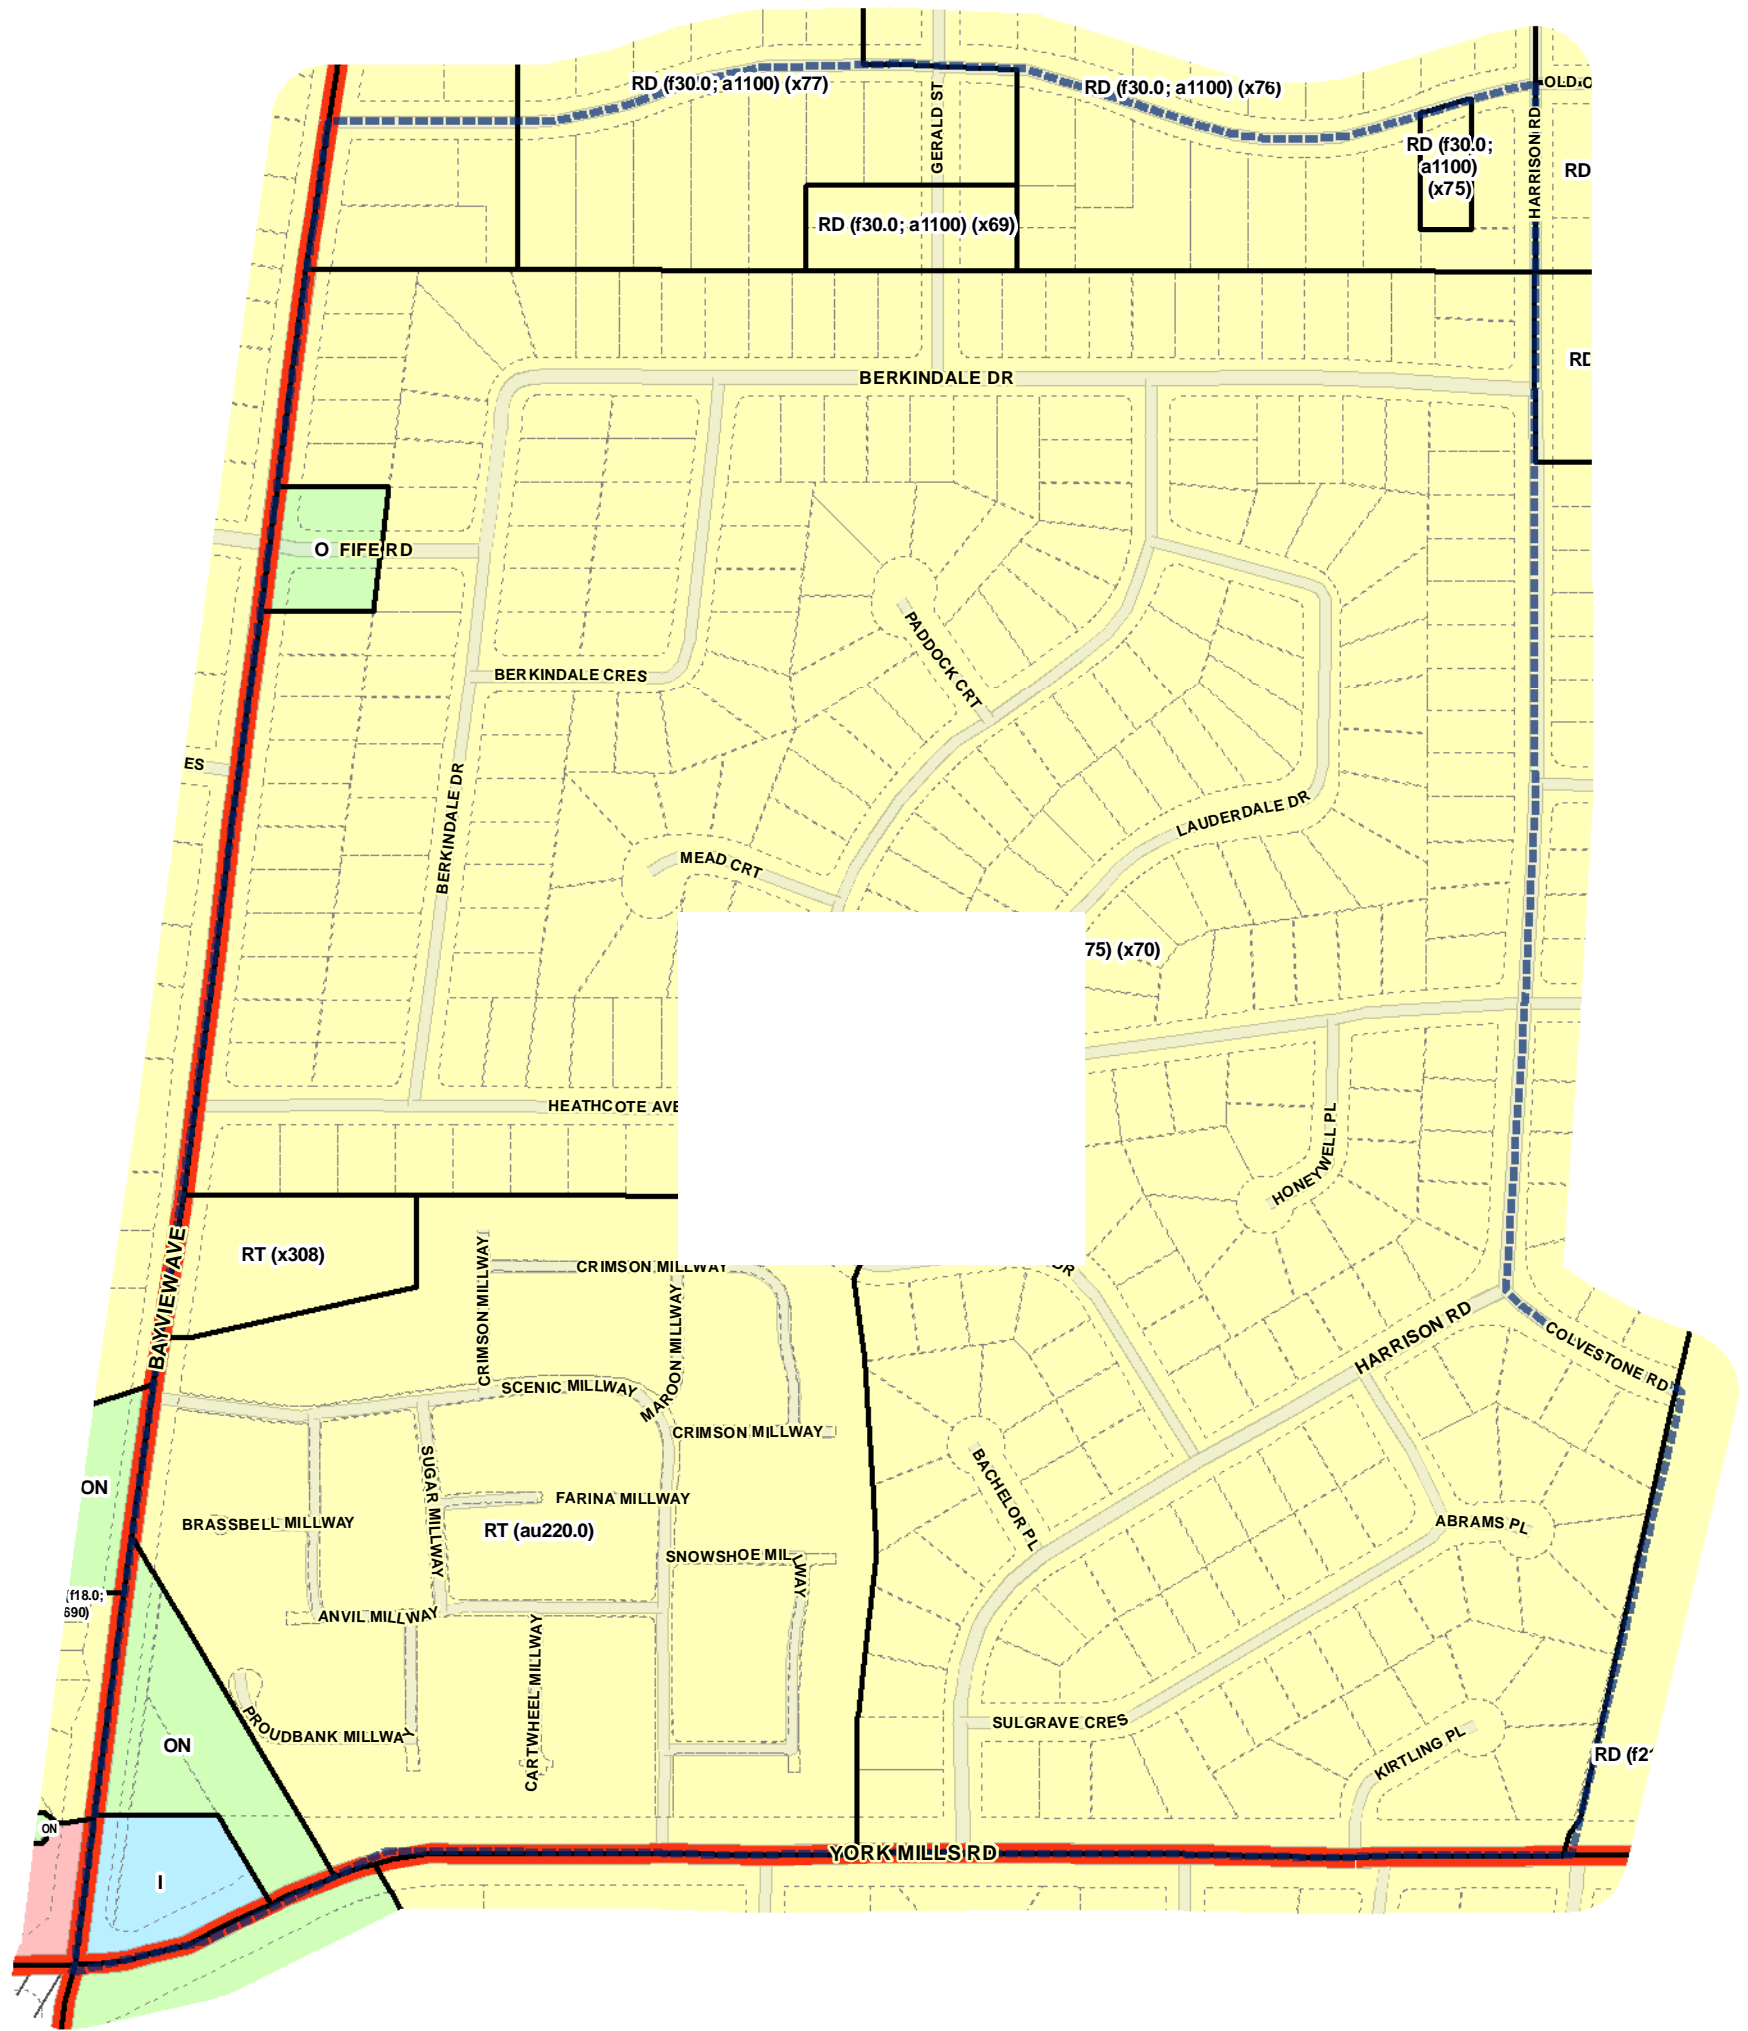 RD (f30.0; a1100) (x77)
RD (f30.0; a1100) (x76)
GERALD ST
HARRISON RD
RD (f30.0;
a1100)
(x75)
RD
RD (f30.0; a1100) (x69)
RD
BERKINDALE DR
O FIFE RD
PADDOCK CRT
BERKINDALE CRES
ES
BERKINDALE DR
LAUDERDALE DR
MEAD CRT
75) (x70)
HEATHCOTE AVE
HONEYWELL PL
BAYVIEW AVE
RT (x308)
CRIMSON MILLWAY
CRIMSON MILLWAY
MAROON MILLWAY
DR
HARRISON RD
COLVESTONE RD
SCENIC MILLWAY
CRIMSON MILLWAY
ON
SUGAR MILLWAY
FARINA MILLWAY
BACHELOR PL
BRASSBELL MILLWAY
RT (au220.0)
ABRAMS PL
SNOWSHOE MILLWAY
(f18.0;
690)
ANVIL MILLWAY
CARTWHEEL MILLWAY
PROUDBANK MILLWAY
SULGRAVE CRES
ON
KIRTLING PL
RD (f21
ON
YORK MILLS RD
I